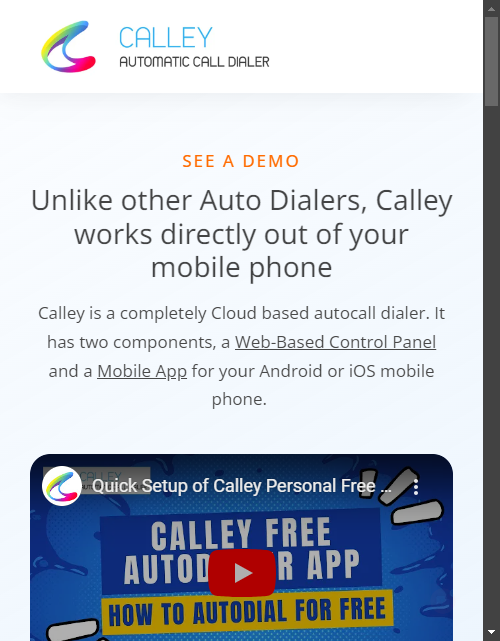 CALLEY
AUTOMATIC CALL DIALER
SEE A DEMO
Unlike other Auto Dialers, Calley
works directly out of your
mobile phone
Calley is a completely Cloud based autocall dialer. It
has two components, a Web-Based Control Panel
and a Mobile App for your Android or iOS mobile
phone.
CALLEY
Quick Setup of Calley Personal Free ...
CALLEY FREE
R APP
HOW TO AUTODIAL FOR FREE